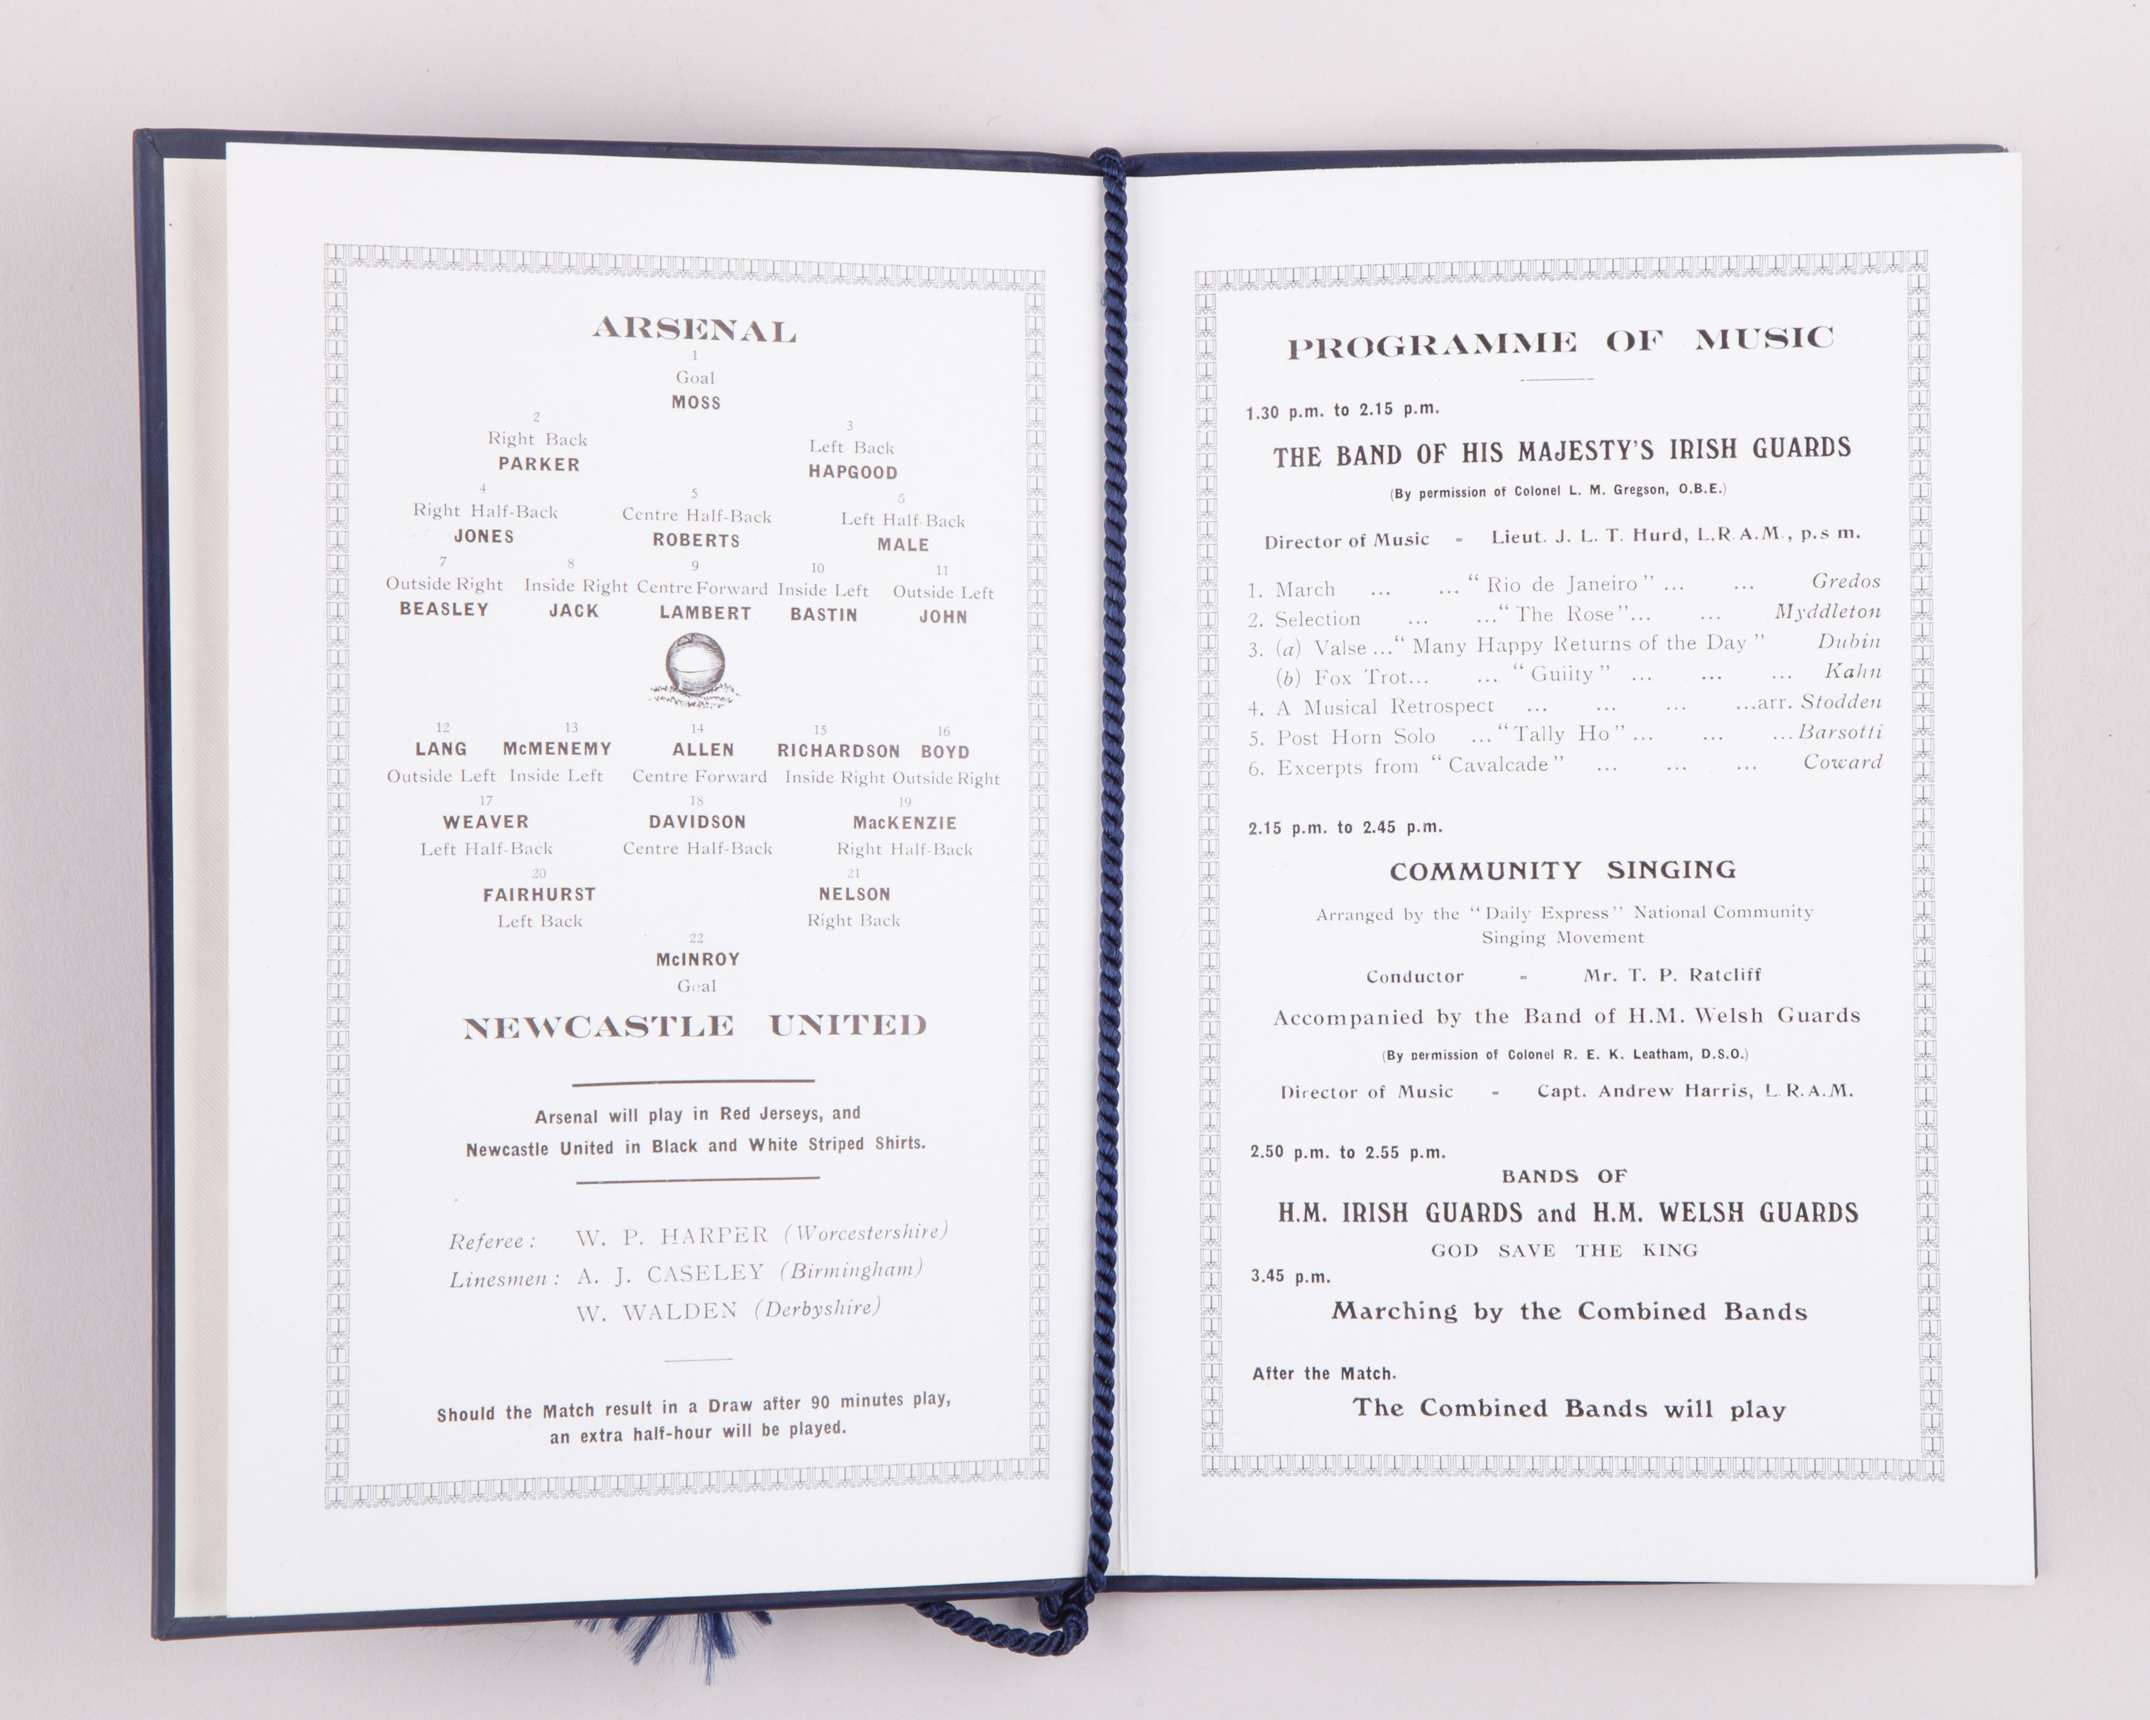 ARSENAL
1
Goal
MOSS
2 3
Right Back Left Back
PARKER HAPGOOD
4 5 6
Right Half-Back Centre Half-Back Left Half-Back
JONES ROBERTS MALE
7 8 9 10 11
Outside Right Inside Right Centre Forward Inside Left Outside Left
BEASLEY JACK LAMBERT BASTIN JOHN
12 13 14 15 16
LANG McMENEMY ALLEN RICHARDSON BOYD
Outside Left Inside Left Centre Forward Inside Right Outside Right
17 18 19
WEAVER DAVIDSON MacKENZIE
Left Half-Back Centre Half-Back Right Half-Back
20 21
FAIRHURST NELSON
Left Back Right Back
22
McINROY
Goal
NEWCASTLE UNITED
Arsenal will play in Red Jerseys, and
Newcastle United in Black and White Striped Shirts.
Referee: W. P. HARPER (Worcestershire)
Linesmen: A. J. CASELEY (Birmingham)
W. WALDEN (Derbyshire)
Should the Match result in a Draw after 90 minutes play,
an extra half-hour will be played.
PROGRAMME OF MUSIC
1.30 p.m. to 2.15 p.m.
THE BAND OF HIS MAJESTY'S IRISH GUARDS
(By permission of Colonel L. M. Gregson, O.B.E.)
Director of Music - Lieut. J. L. T. Hurd, L.R.A.M., p.s m.
1. March ... ... "Rio de Janeiro" ... ... Gredos
2. Selection ... ... "The Rose"... ... Myddleton
3. (a) Valse ... "Many Happy Returns of the Day" Dubin
(b) Fox Trot... ... "Guilty" ... ... ... Kahn
4. A Musical Retrospect ... ... ... ...arr. Stodden
5. Post Horn Solo ... "Tally Ho" ... ... ... Barsotti
6. Excerpts from "Cavalcade" ... ... ... Coward
2.15 p.m. to 2.45 p.m.
COMMUNITY SINGING
Arranged by the "Daily Express" National Community
Singing Movement
Conductor - Mr. T. P. Ratcliff
Accompanied by the Band of H.M. Welsh Guards
(By permission of Colonel R. E. K. Leatham, D.S.O.)
Director of Music - Capt. Andrew Harris, L.R.A.M.
2.50 p.m. to 2.55 p.m.
BANDS OF
H.M. IRISH GUARDS and H.M. WELSH GUARDS
GOD SAVE THE KING
3.45 p.m.
Marching by the Combined Bands
After the Match.
The Combined Bands will play